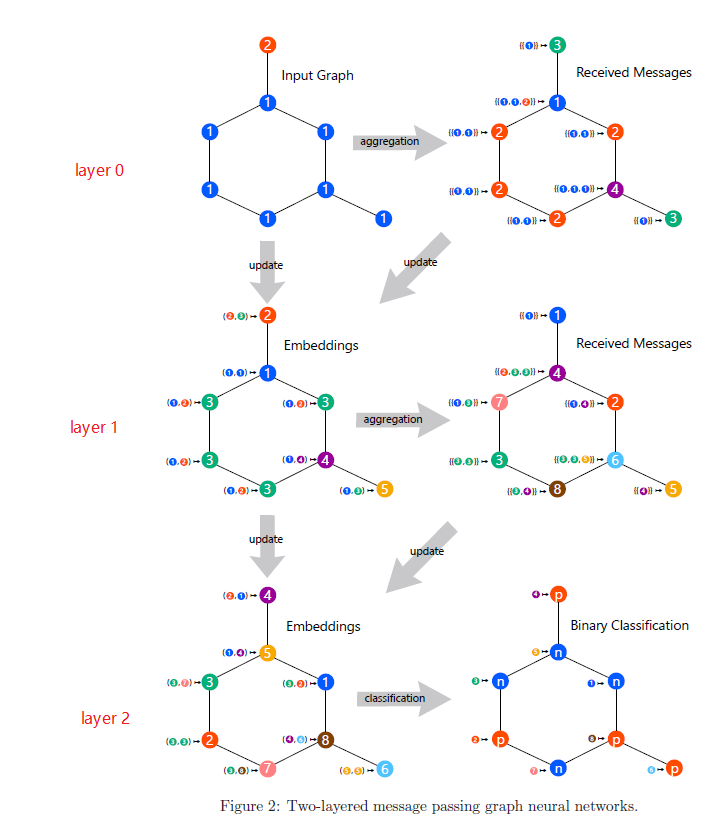 layer 0
2
Input Graph
1
1
1
1
1
1
1
aggregation
{{1}} ↦ 3
Received Messages
{{1,1,2}} ↦ 1
{{1,1}} ↦ 2
{{1,1}} ↦ 2
{{1,1}} ↦ 2
{{1,1,1}} ↦ 4
{{1,1}} ↦ 2
{{1}} ↦ 3
update
update
layer 1
(2,3) ↦ 2
Embeddings
(1,1) ↦ 1
(1,2) ↦ 3
(1,2) ↦ 3
(1,2) ↦ 3
(1,4) ↦ 4
(1,2) ↦ 3
(1,3) ↦ 5
aggregation
{{1}} ↦ 1
Received Messages
{{2,3,3}} ↦ 4
{{1,3}} ↦ 7
{{1,4}} ↦ 2
{{3,3}} ↦ 3
{{3,3,5}} ↦ 6
{{3,4}} ↦ 8
{{4}} ↦ 5
update
update
layer 2
(2,1) ↦ 4
Embeddings
(1,4) ↦ 5
(3,7) ↦ 3
(3,2) ↦ 1
(3,3) ↦ 2
(4,6) ↦ 8
(3,8) ↦ 7
(5,5) ↦ 6
classification
4 ↦ p
Binary Classification
5 ↦ n
3 ↦ n
1 ↦ n
2 ↦ p
8 ↦ p
7 ↦ n
6 ↦ p
Figure 2: Two-layered message passing graph neural networks.